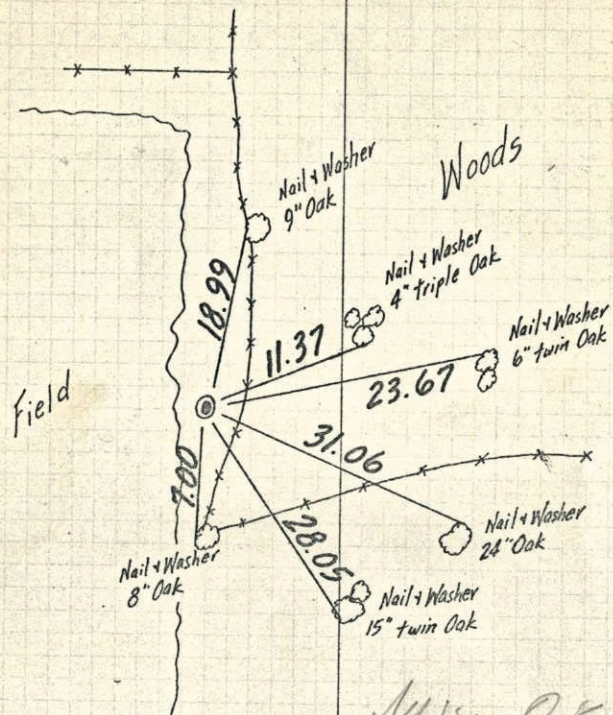 Nail & Washer
9" Oak
Woods
Nail & Washer
4" triple Oak
18.99
11.37
Nail & Washer
6" twin Oak
23.67
Field
31.06
7.00
28.05
Nail & Washer
24" Oak
Nail & Washer
8" Oak
Nail & Washer
15" twin Oak